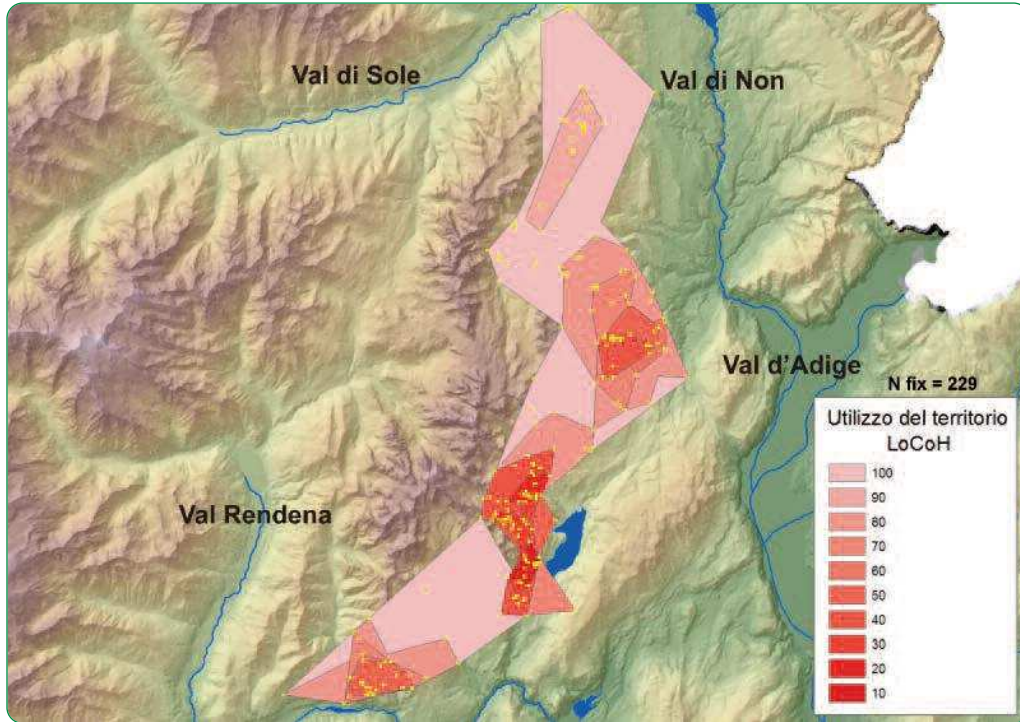 Val di Sole
Val di Non
Val d'Adige
N fix = 229
Utilizzo del territorio
LoCoH
100
90
80
70
60
50
40
30
20
10
Val Rendena